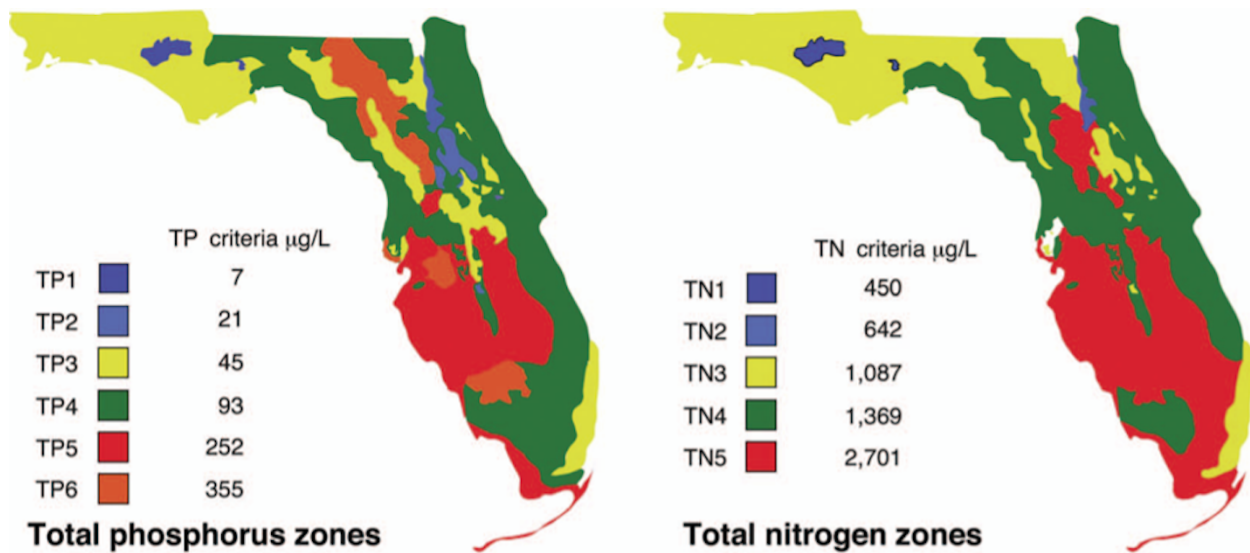 TP criteria μg/L
TP1 7
TP2 21
TP3 45
TP4 93
TP5 252
TP6 355
Total phosphorus zones
TN criteria μg/L
TN1 450
TN2 642
TN3 1,087
TN4 1,369
TN5 2,701
Total nitrogen zones